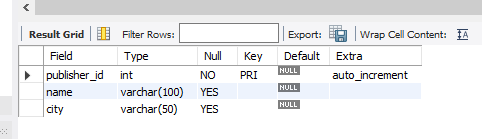 Result Grid Filter Rows: Export: Wrap Cell Content: IA
Field Type Null Key Default Extra
publisher_id int NO PRI NULL auto_increment
name varchar(100) YES NULL
city varchar(50) YES NULL